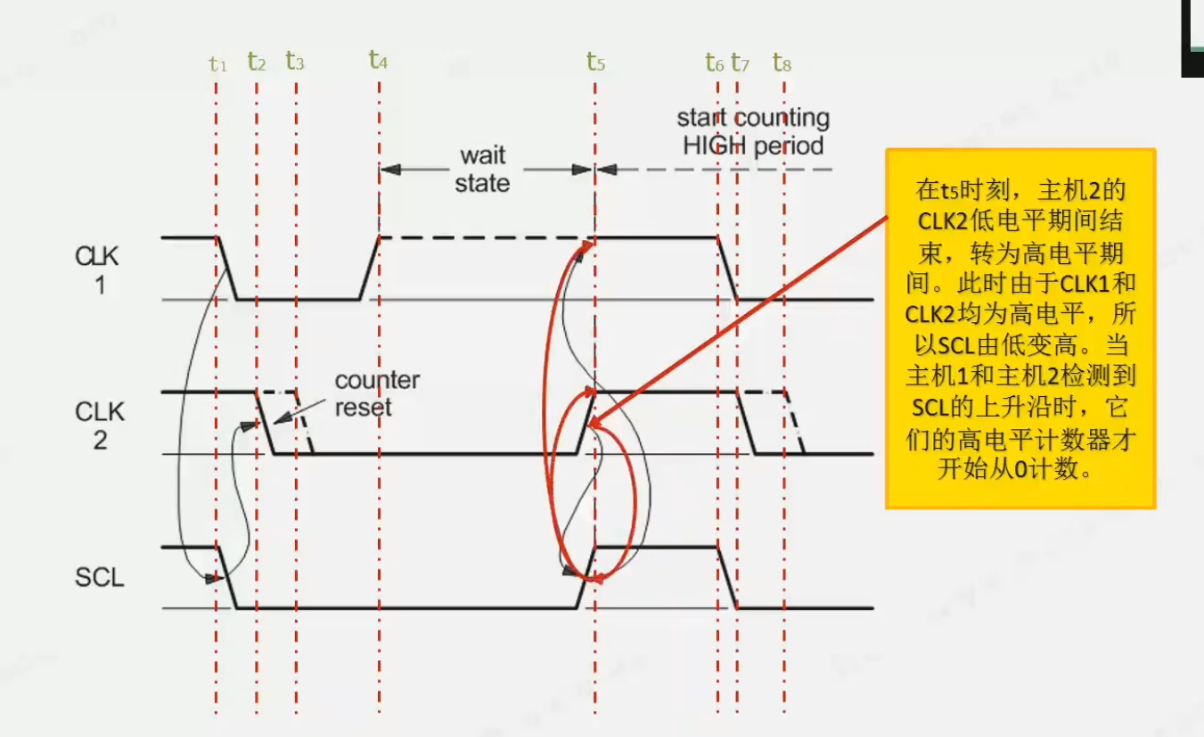 t1 t2 t3 t4 t5 t6 t7 t8
start counting
HIGH period
wait
state
CLK
1
counter
reset
CLK
2
SCL
在t5时刻，主机2的
CLK2低电平期间结
束，转为高电平期
间。此时由于CLK1和
CLK2均为高电平，所
以SCL由低变高。当
主机1和主机2检测到
SCL的上升沿时，它
们的高电平计数器才
开始从0计数。